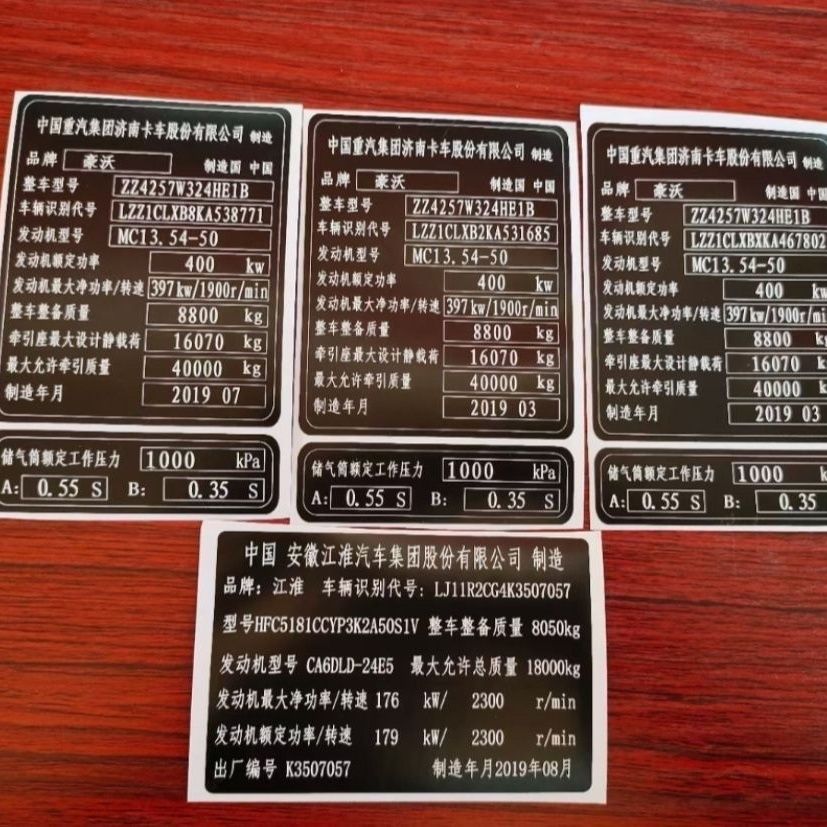 中国重汽集团济南卡车股份有限公司 制造
品牌 豪沃 制造国 中国
整车型号 ZZ4257W324HE1B
车辆识别代号 LZZ1CLXB8KA538771
发动机型号 MC13.54-50
发动机额定功率 400 kw
发动机最大净功率/转速 397kw/1900r/min
整车整备质量 8800 kg
牵引座最大设计静载荷 16070 kg
最大允许牵引质量 40000 kg
制造年月 2019 07
储气筒额定工作压力 1000 kPa
A: 0.55 S B: 0.35 S
中国重汽集团济南卡车股份有限公司 制造
品牌 豪沃 制造国 中国
整车型号 ZZ4257W324HE1B
车辆识别代号 LZZ1CLXB2KA531685
发动机型号 MC13.54-50
发动机额定功率 400 kw
发动机最大净功率/转速 397kw/1900r/min
整车整备质量 8800 kg
牵引座最大设计静载荷 16070 kg
最大允许牵引质量 40000 kg
制造年月 2019 03
储气筒额定工作压力 1000 kPa
A: 0.55 S B: 0.35 S
中国重汽集团济南卡车股份有限公司 制造
品牌 豪沃 制造国 中国
整车型号 ZZ4257W324HE1B
车辆识别代号 LZZ1CLXBXKA467802
发动机型号 MC13.54-50
发动机额定功率 400 kw
发动机最大净功率/转速 397kw/1900r/mi
整车整备质量 8800 kg
牵引座最大设计静载荷 16070 kg
最大允许牵引质量 40000 kg
制造年月 2019 03
储气筒额定工作压力 1000 k
A: 0.55 S B: 0.35
中国 安徽江淮汽车集团股份有限公司 制造
品牌: 江淮 车辆识别代号: LJ11R2CG4K3507057
型号HFC5181CCYP3K2A50S1V 整车整备质量 8050kg
发动机型号 CA6DLD-24E5 最大允许总质量 18000kg
发动机最大净功率/转速 176 kW/ 2300 r/min
发动机额定功率/转速 179 kW/ 2300 r/min
出厂编号 K3507057 制造年月2019年08月